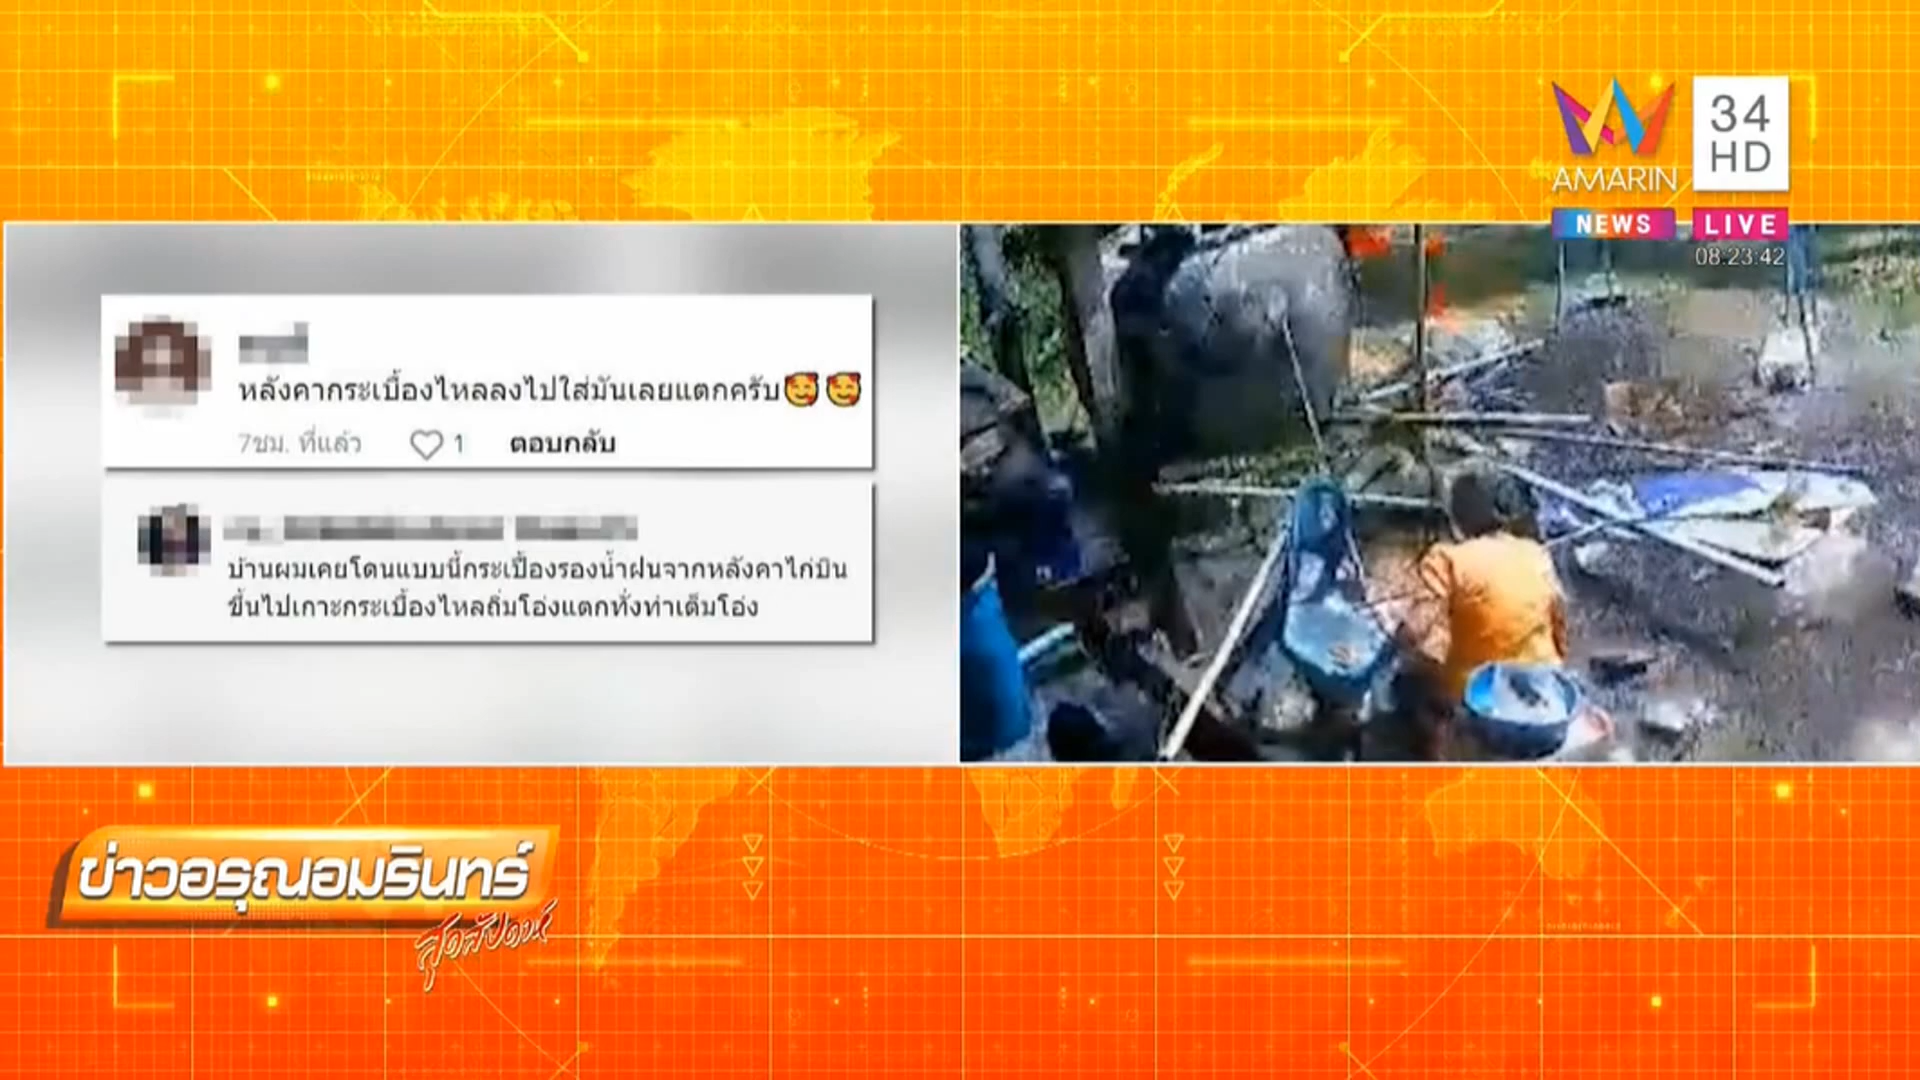 AMARIN
34
HD
NEWS
LIVE
08:23:42
หลังคากระเบื้องไหลลงไปใส่มันเลยแตกครับ🥰🥰
7ชม. ที่แล้ว
1
ตอบกลับ
บ้านผมเคยโดนแบบนี้กระเปื้องรองน้ำฝนจากหลังคาไก่บิน
ขึ้นไปเกาะกระเบื้องไหลถิ่มโอ่งแตกทั่งท่าเต็มโอ่ง
ข่าวอรุณอมรินทร์
สุดสัปดาห์